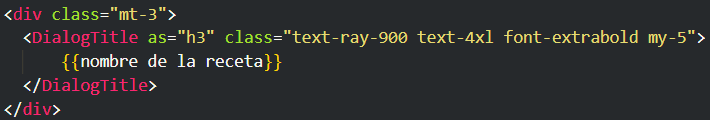 <div class="mt-3">
<DialogTitle as="h3" class="text-ray-900 text-4xl font-extrabold my-5">
{{nombre de la receta}}
</DialogTitle>
</div>